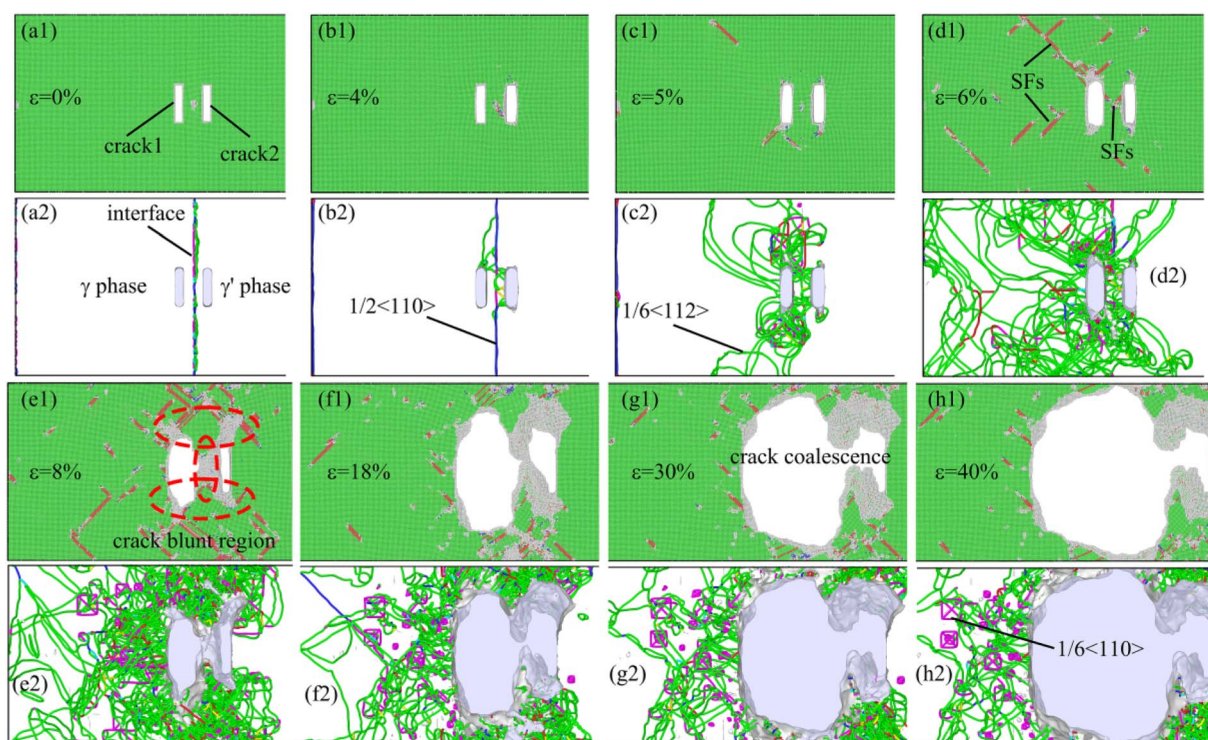 (a1)
ε=0%
crack1
crack2
(b1)
ε=4%
(c1)
ε=5%
(d1)
SFs
ε=6%
SFs
(a2)
interface
γ phase
γ' phase
(b2)
1/2<110>
(c2)
1/6<112>
(d2)
(e1)
ε=8%
crack blunt region
(f1)
ε=18%
(g1)
crack coalescence
ε=30%
(h1)
ε=40%
(e2)
(f2)
(g2)
1/6<110>
(h2)